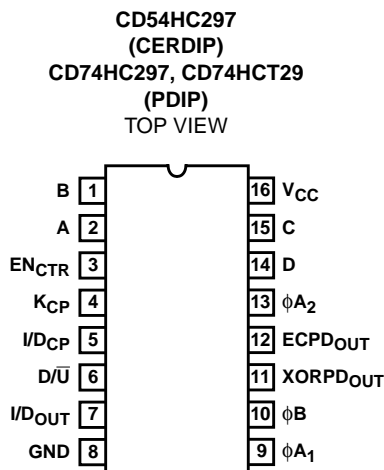 CD54HC297
(CERDIP)
CD74HC297, CD74HCT29
(PDIP)
TOP VIEW
B 1 16 VCC
A 2 15 C
ENCTR 3 14 D
KCP 4 13 ϕA2
I/DCP 5 12 ECPDOUT
D/U̅ 6 11 XORPDOUT
I/DOUT 7 10 ϕB
GND 8 9 ϕA1